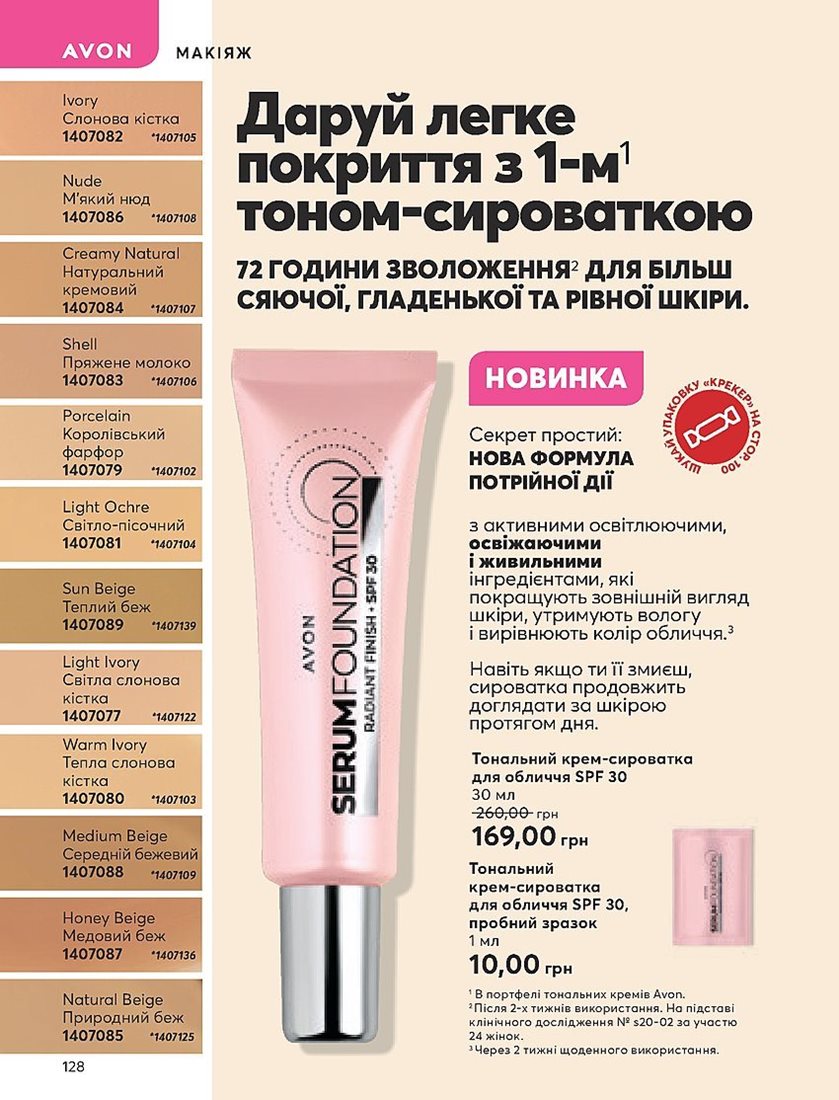 AVON
МАКІЯЖ
Ivory
Слонова кістка
1407082 *1407105
Nude
М'який нюд
1407086 *1407108
Creamy Natural
Натуральний
кремовий
1407084 *1407107
Shell
Пряжене молоко
1407083 *1407106
Porcelain
Королівський
фарфор
1407079 *1407102
Light Ochre
Світло-пісочний
1407081 *1407104
Sun Beige
Теплий беж
1407089 *1407139
Light Ivory
Світла слонова
кістка
1407077 *1407122
Warm Ivory
Тепла слонова
кістка
1407080 *1407103
Medium Beige
Середній бежевий
1407088 *1407109
Honey Beige
Медовий беж
1407087 *1407136
Natural Beige
Природний беж
1407085 *1407125
128
Даруй легке
покриття з 1-м¹
тоном-сироваткою
72 ГОДИНИ ЗВОЛОЖЕННЯ² ДЛЯ БІЛЬШ
СЯЮЧОЇ, ГЛАДЕНЬКОЇ ТА РІВНОЇ ШКІРИ.
AVON
SERUMFOUNDATION
RADIANT FINISH + SPF 30
НОВИНКА
ШУКАЙ УПАКОВКУ «КРЕКЕР» НА СТОР. 100
Секрет простий:
НОВА ФОРМУЛА
ПОТРІЙНОЇ ДІЇ
з активними освітлюючими,
освіжаючими
і живильними
інгредієнтами, які
покращують зовнішній вигляд
шкіри, утримують вологу
і вирівнюють колір обличчя.³
Навіть якщо ти її змиєш,
сироватка продовжить
доглядати за шкірою
протягом дня.
Тональний крем-сироватка
для обличчя SPF 30
30 мл
260,00 грн
169,00 грн
Тональний
крем-сироватка
для обличчя SPF 30,
пробний зразок
1 мл
10,00 грн
SERUMFOUNDATION
¹ В портфелі тональних кремів Avon.
² Після 2-х тижнів використання. На підставі
клінічного дослідження № s20-02 за участю
24 жінок.
³ Через 2 тижні щоденного використання.